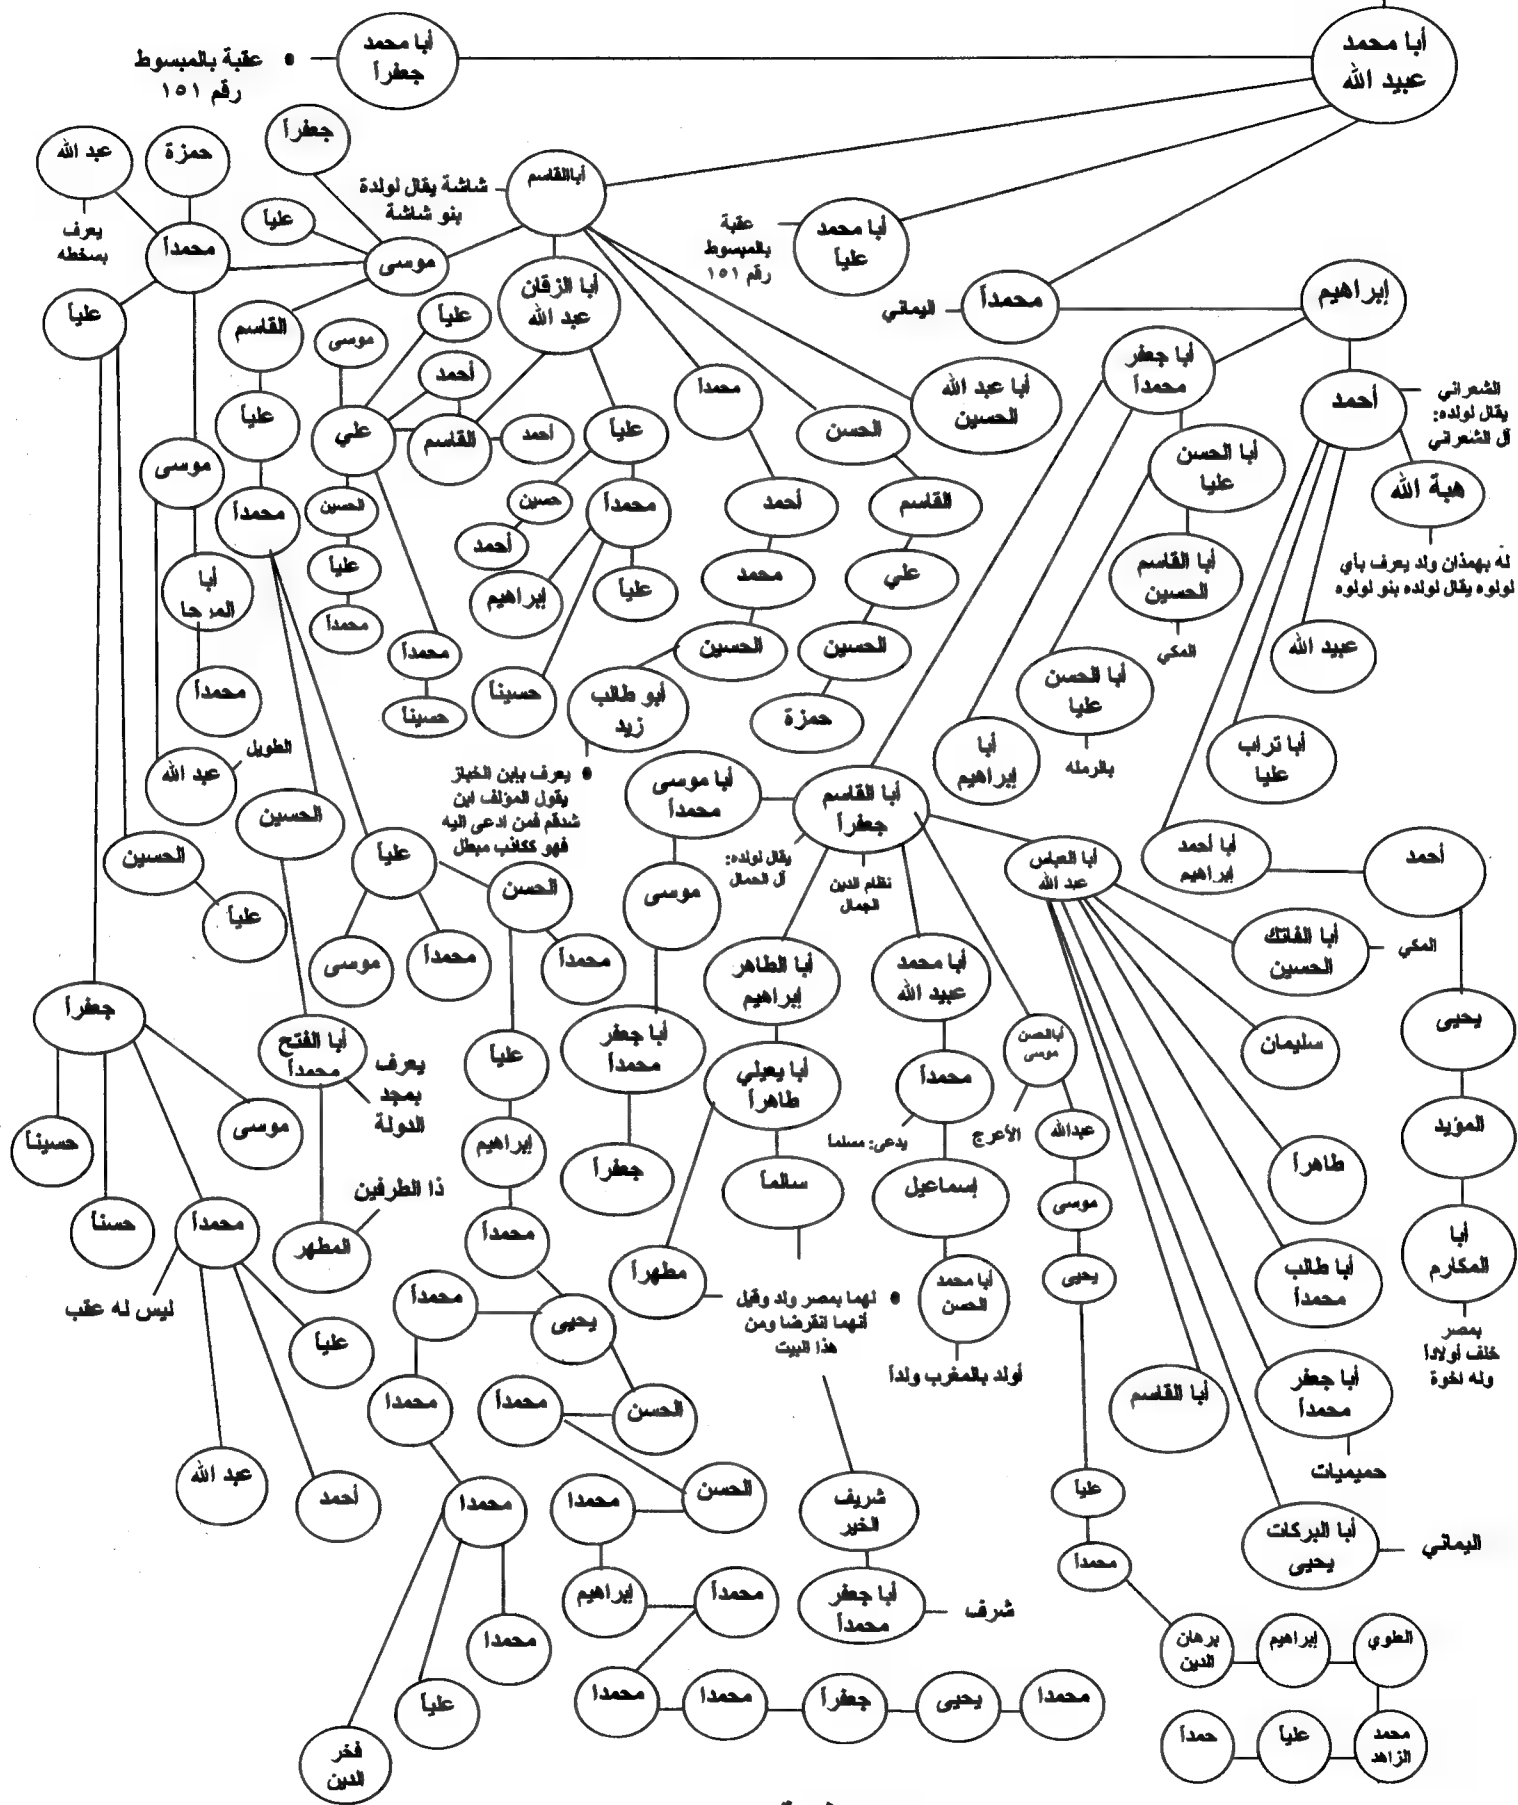 أبا محمد
عبيد الله
أبا محمد
جعفراً
• عقبة بالمبسوط
رقم ١٥١
جعفراً
حمزة
عبد الله
يعرف
بسخطه
أبا القاسم
شاشة يقال لولدة
بنو شاشة
علياً
محمداً
موسى
أبا محمد
علياً
عقبة
بالمبسوط
رقم ١٥١
إبراهيم
محمداً
اليماني
أبا الزقان
عبد الله
علياً
القاسم
موسى
علياً
أبا جعفر
محمداً
أحمد
الشعراني
يقال لولده:
آل الشعراني
أبا عبد الله
الحسين
محمداً
أحمد
علياً
علي
القاسم
أحمد
علياً
الحسن
أبا الحسن
عليا
هبة الله
له بهمذان ولد يعرف بأي
لولوه يقال لولده بنو لولوه
موسى
محمداً
الحسين
حسين
محمداً
أحمد
القاسم
أحمد
علياً
إبراهيم
علياً
محمد
علي
أبا القاسم
الحسين
المكي
أبا
المرجا
محمداً
محمداً
الحسين
الحسين
عبيد الله
محمداً
حسيناً
حسيناً
أبو طالب
زيد
حمزة
أبا الحسن
عليا
بالرمله
أبا
إبراهيم
أبا تراب
عليا
عبد الله
الطويل
• يعرف بإبن الخباز
يقول المؤلف ابن
شدقم فمن ادعى اليه
فهو ككاتب مبطل
أبا موسى
محمداً
أبا القاسم
جعفراً
يقال لولده:
آل الحمال
نظام الدين
الجمال
الحسين
الحسين
علياً
الحسن
موسى
أبا العباس
عبد الله
أبا أحمد
إبراهيم
أحمد
علياً
موسى
محمداً
محمداً
أبا الطاهر
إبراهيم
أبا محمد
عبيد الله
أبا الفاتك
الحسين
المكي
جعفراً
أبا الفتح
محمداً
يعرف
بمجد
الدولة
علياً
أبا جعفر
محمداً
أبا يعلي
طاهراً
محمداً
يدعى: مسلما
أبا الحسن
موسى
الأعرج
سليمان
يحيى
حسيناً
موسى
إبراهيم
جعفراً
سالماً
إسماعيل
عبدالله
طاهراً
المؤيد
حسناً
محمداً
ليس له عقب
المطهر
ذا الطرفين
محمداً
مطهراً
• لهما بمصر ولد وقيل
أنهما انقرضا ومن
هذا البيت
أبا محمد
الحسن
أولد بالمغرب ولداً
موسى
يحيى
أبا طالب
محمداً
أبا
المكارم
بمصر
خلف أولاداً
وله اخوة
علياً
محمداً
يحيى
محمدا
محمداً
الحسن
أبا القاسم
أبا جعفر
محمداً
حميميات
عبد الله
أحمد
محمدا
محمدا
الحسن
شريف
الخير
علياً
أبا البركات
يحيى
اليماني
إبراهيم
محمداً
أبا جعفر
محمداً
شرف
محمداً
محمدا
علياً
فخر
الدين
محمدا
محمدا
جعفراً
يحيى
محمدا
برهان
الدين
إبراهيم
العلوي
حمداً
علياً
محمد
الزاهد